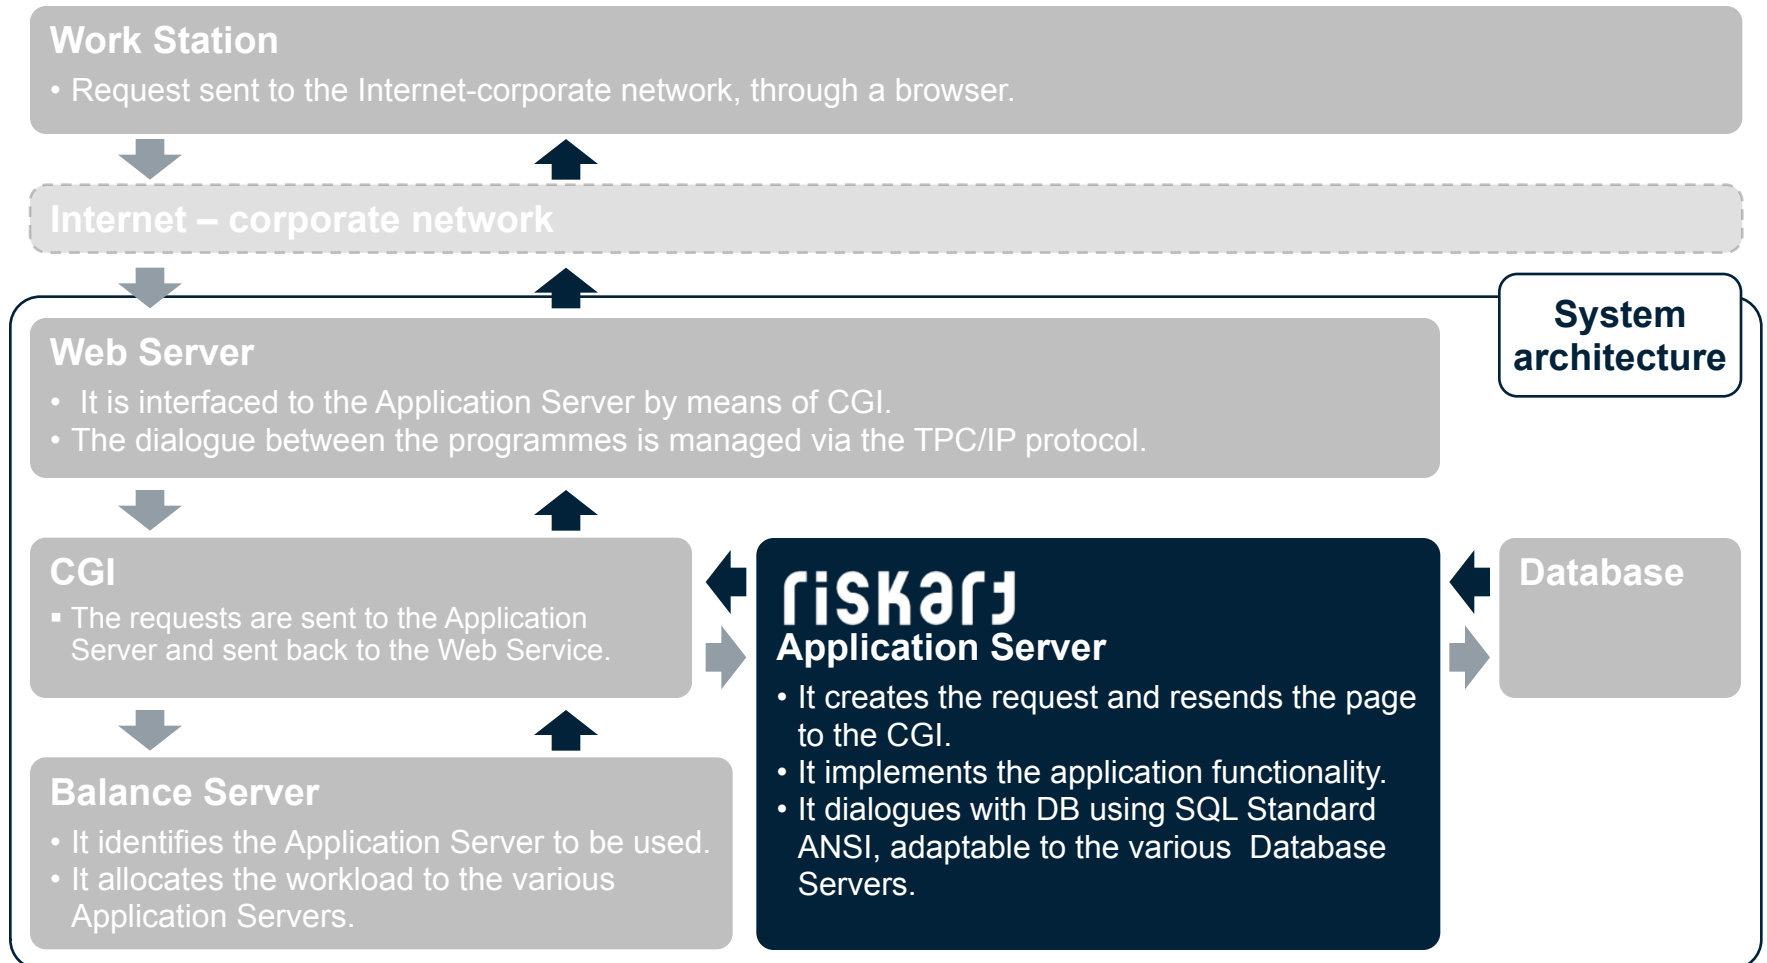 Work Station
• Request sent to the Internet-corporate network, through a browser.
Internet – corporate network
System
architecture
Web Server
• It is interfaced to the Application Server by means of CGI.
• The dialogue between the programmes is managed via the TPC/IP protocol.
CGI
▪ The requests are sent to the Application
Server and sent back to the Web Service.
riskart
Application Server
• It creates the request and resends the page
to the CGI.
• It implements the application functionality.
• It dialogues with DB using SQL Standard
ANSI, adaptable to the various Database
Servers.
Database
Balance Server
• It identifies the Application Server to be used.
• It allocates the workload to the various
Application Servers.